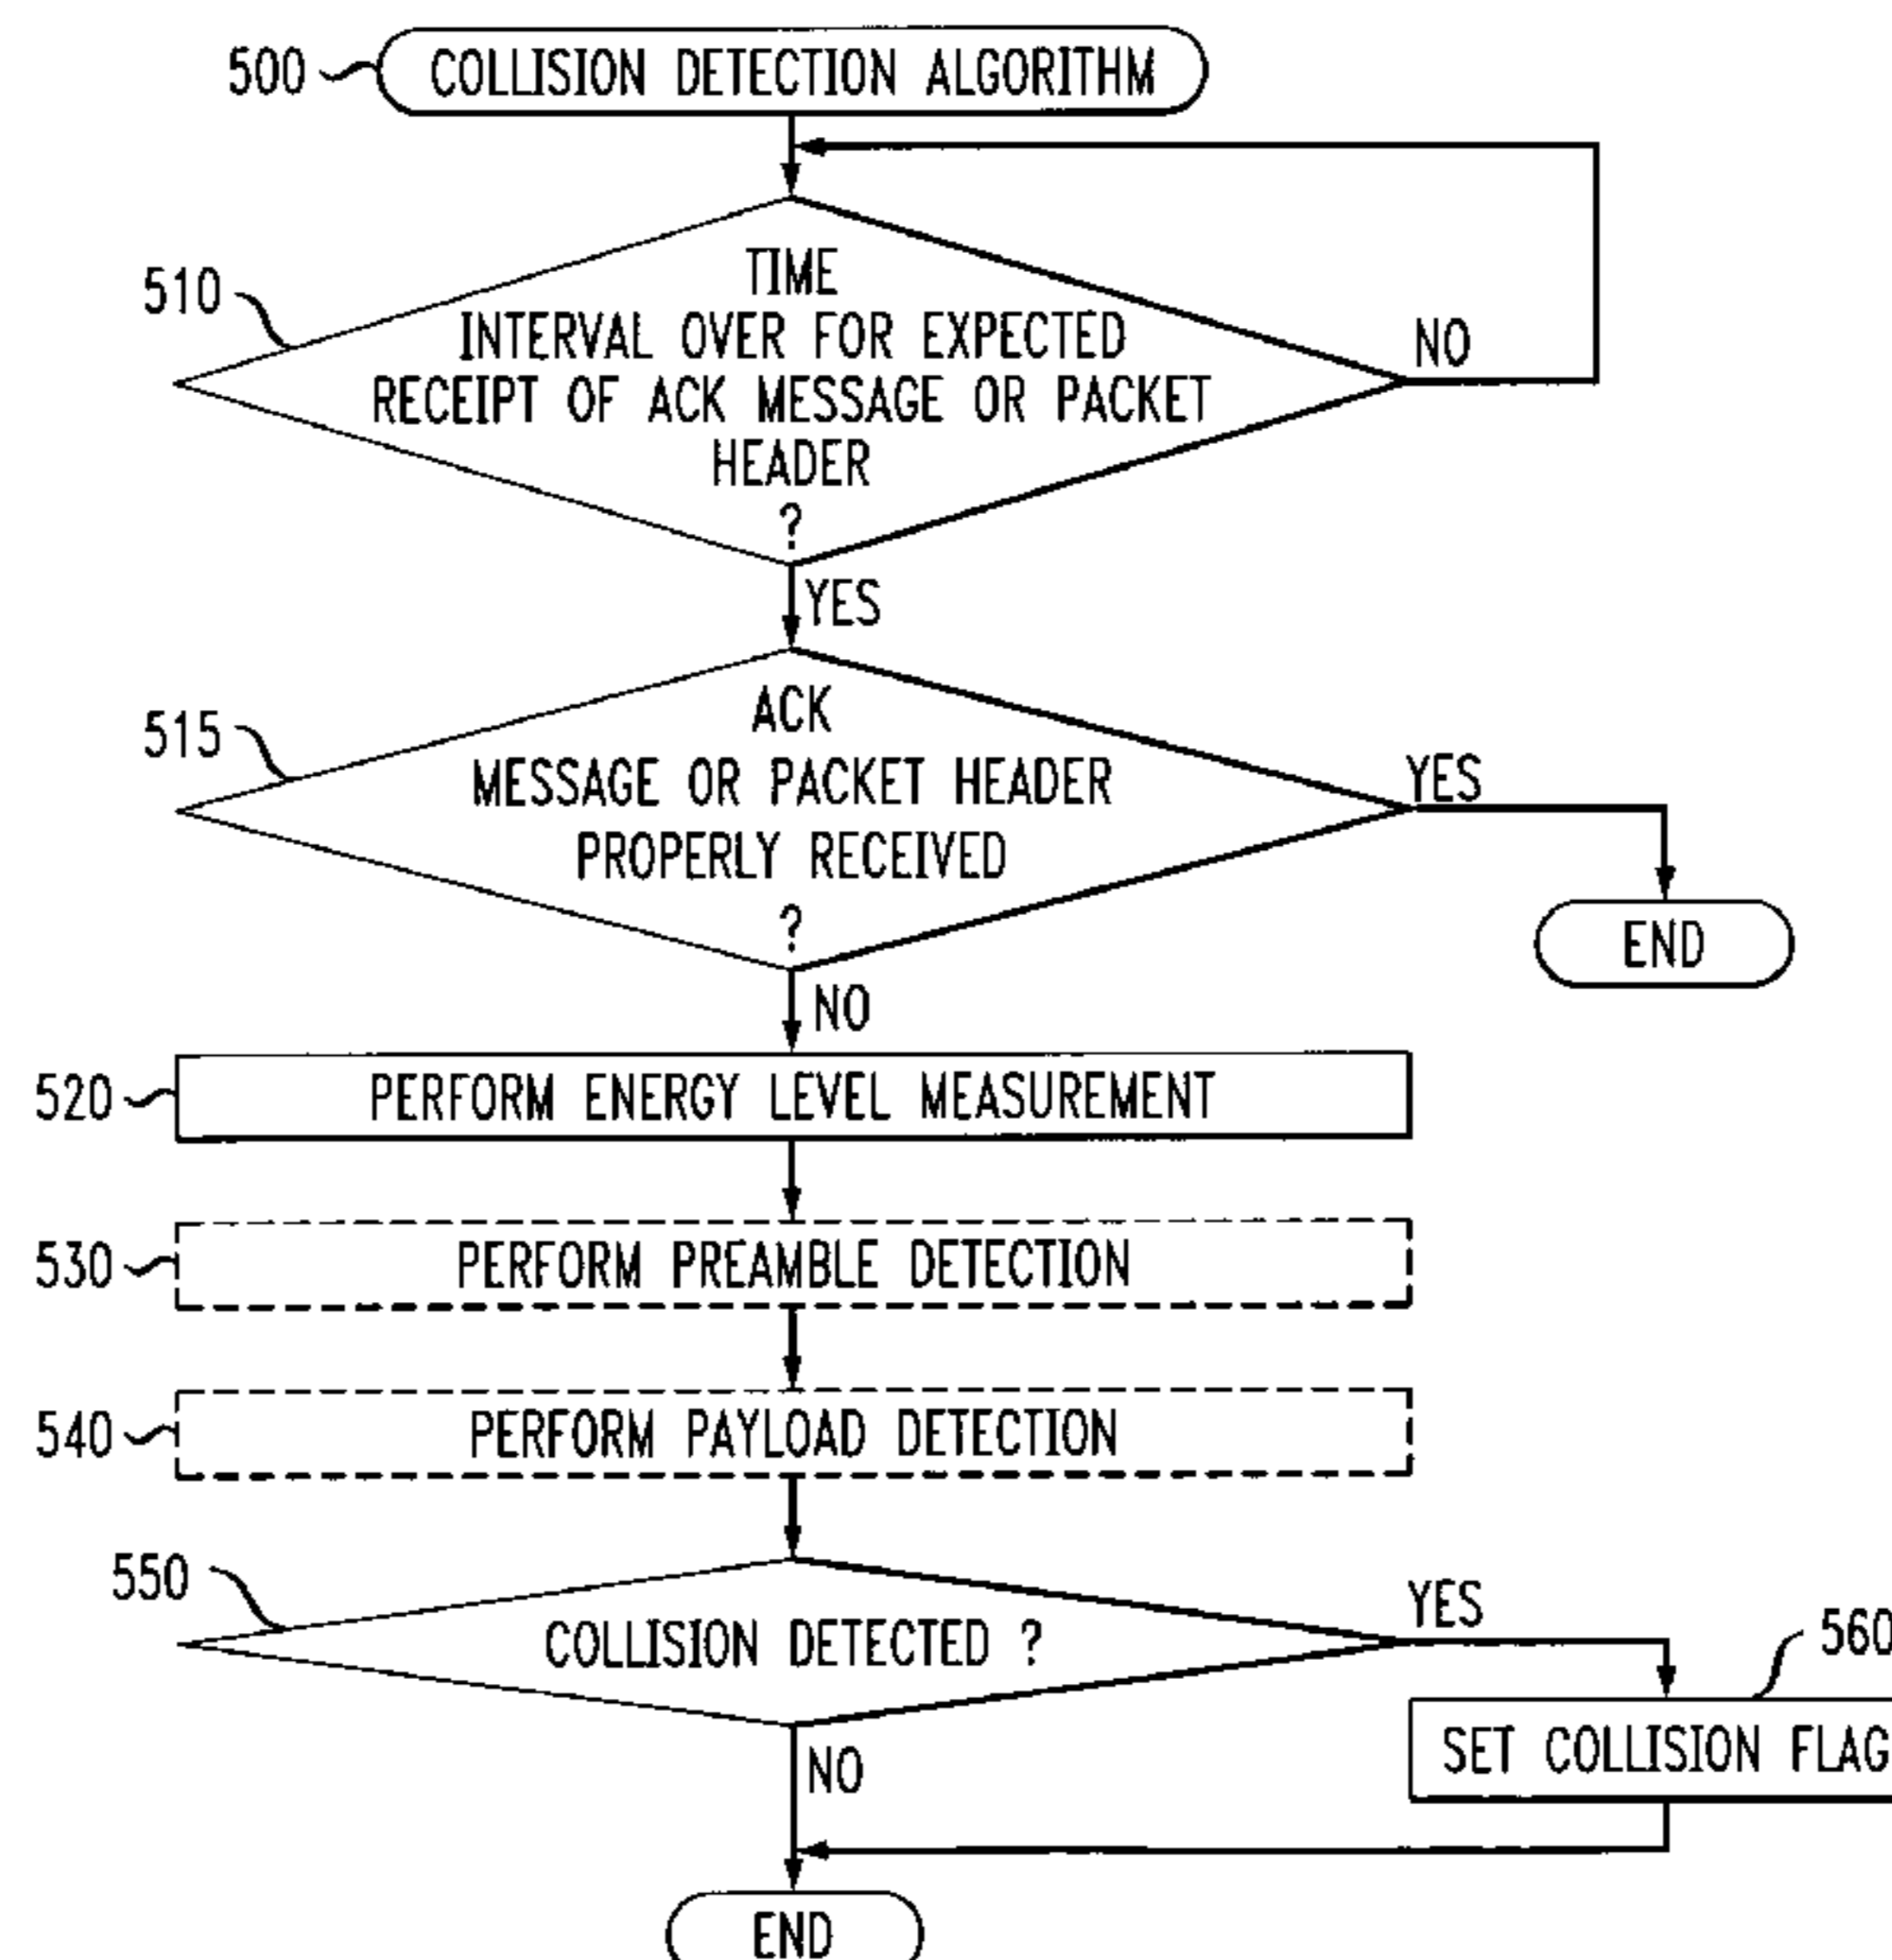 500
COLLISION DETECTION ALGORITHM
510
TIME
INTERVAL OVER FOR EXPECTED
RECEIPT OF ACK MESSAGE OR PACKET
HEADER
?
NO
YES
515
ACK
MESSAGE OR PACKET HEADER
PROPERLY RECEIVED
?
YES
END
NO
520
PERFORM ENERGY LEVEL MEASUREMENT
530
PERFORM PREAMBLE DETECTION
540
PERFORM PAYLOAD DETECTION
550
COLLISION DETECTED ?
YES
560
SET COLLISION FLAG
NO
END